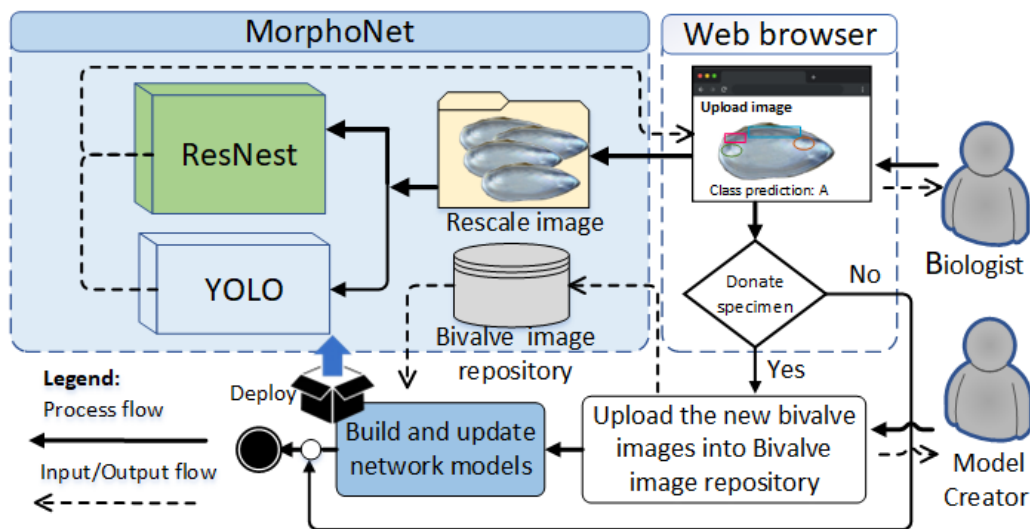 MorphoNet
Web browser
ResNest
YOLO
Rescale image
Bivalve image
repository
Upload image
Class prediction: A
Biologist
Donate
specimen
No
Yes
Legend:
Process flow
Input/Output flow
Deploy
Build and update
network models
Upload the new bivalve
images into Bivalve
image repository
Model
Creator